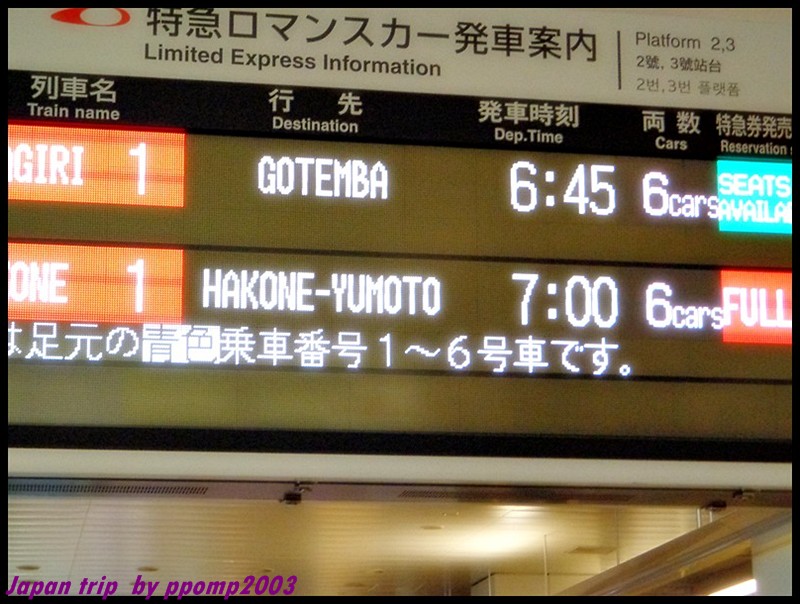 特急ロマンスカー発車案内
Limited Express Information
Platform 2,3
2號, 3號站台
2번, 3번 플랫폼
列車名 行先 発車時刻 両数 特急券発売
Train name Destination Dep.Time Cars Reservation
GIRI 1 GOTEMBA 6:45 6cars SEATS
AVAILA
ONE 1 HAKONE-YUMOTO 7:00 6cars FULL
は足元の青色乗車番号1～6号車です。
Japan trip by ppomp2003